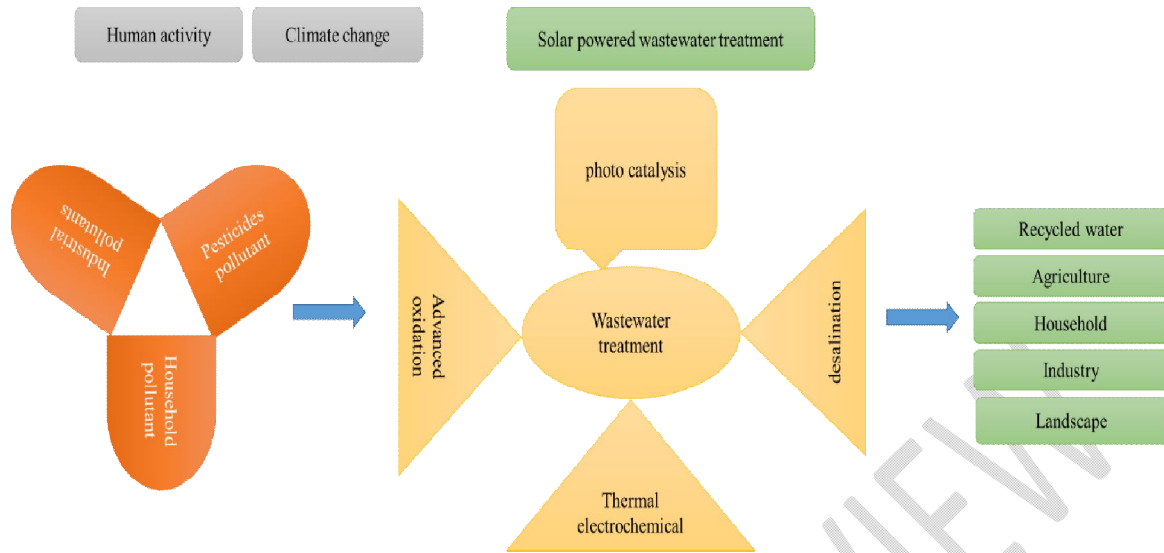 Human activity
Climate change
Solar powered wastewater treatment
photo catalysis
Industrial
pollutants
Pesticides
pollutant
Household
pollutant
Advanced
oxidation
Wastewater
treatment
desalination
Thermal
electrochemical
Recycled water
Agriculture
Household
Industry
Landscape